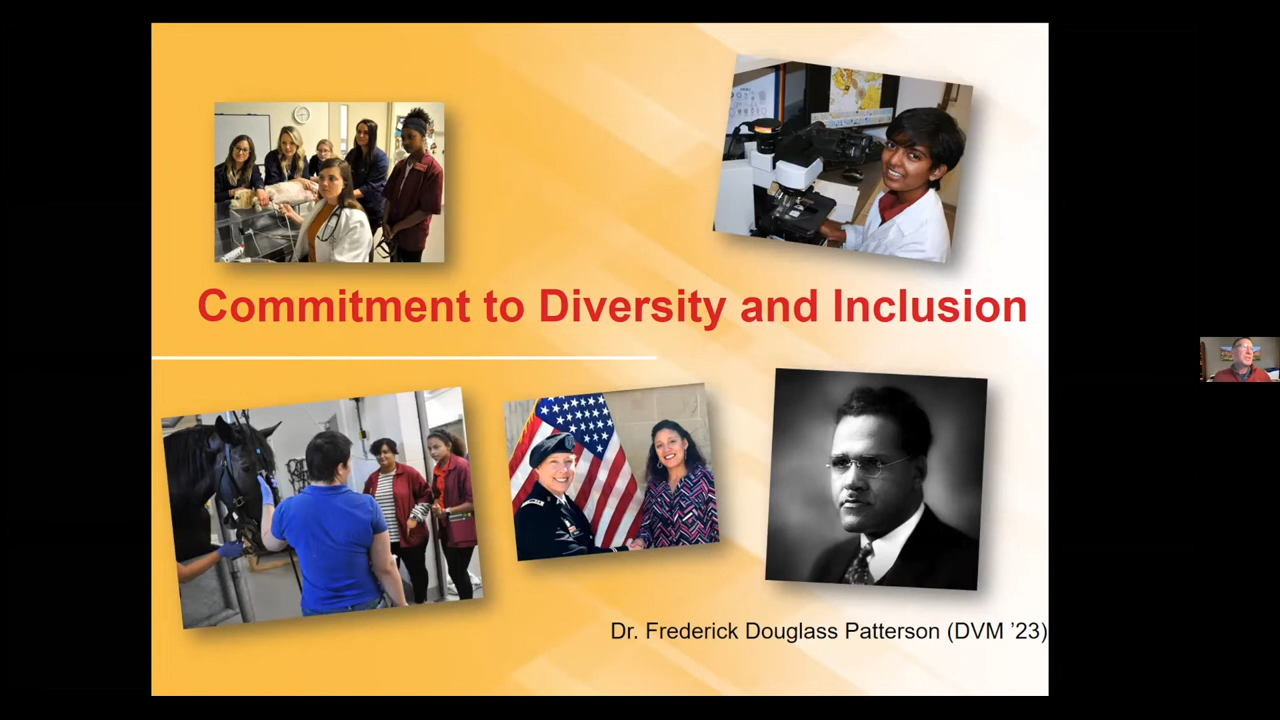 Commitment to Diversity and Inclusion
Dr. Frederick Douglass Patterson (DVM ’23)